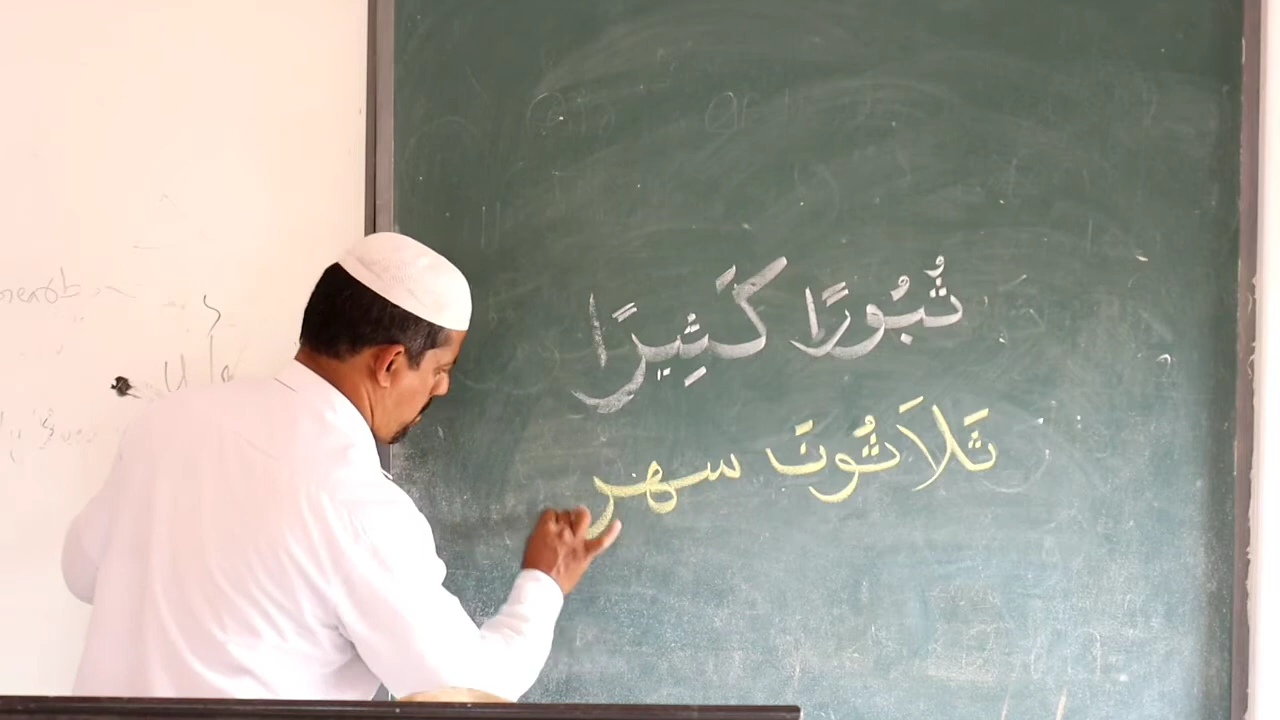 ثُبُورًا كَثِيرًا
ثَلَاثُونَ سهر